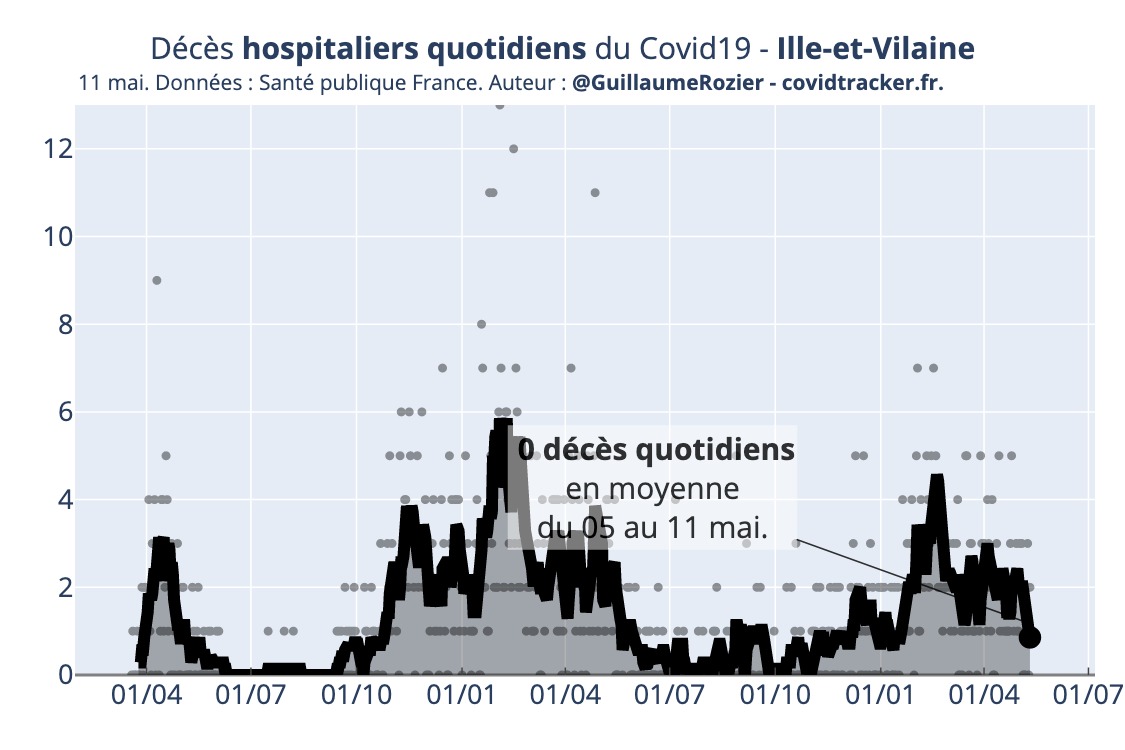 Décès hospitaliers quotidiens du Covid19 - Ille-et-Vilaine
11 mai. Données : Santé publique France. Auteur : @GuillaumeRozier - covidtracker.fr.
12
10
8
6
4
2
0
0 décès quotidiens
en moyenne
du 05 au 11 mai.
01/04 01/07 01/10 01/01 01/04 01/07 01/10 01/01 01/04 01/07